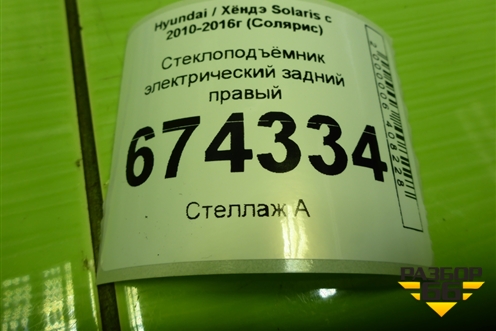 Hyundai / Хёндэ Solaris с
2010-2016г (Солярис)
Стеклоподъёмник
электрический задний
правый
674334
Стеллаж А
РАЗБОР